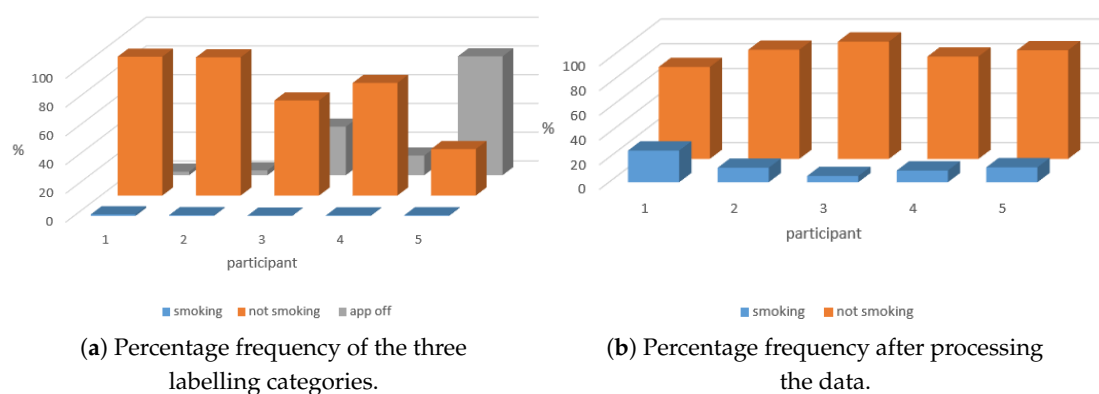 100
80
60
40
20
0
%
1 2 3 4 5
participant
smoking not smoking app off
(a) Percentage frequency of the three
labelling categories.
100
80
60
40
20
0
%
1 2 3 4 5
participant
smoking not smoking
(b) Percentage frequency after processing
the data.